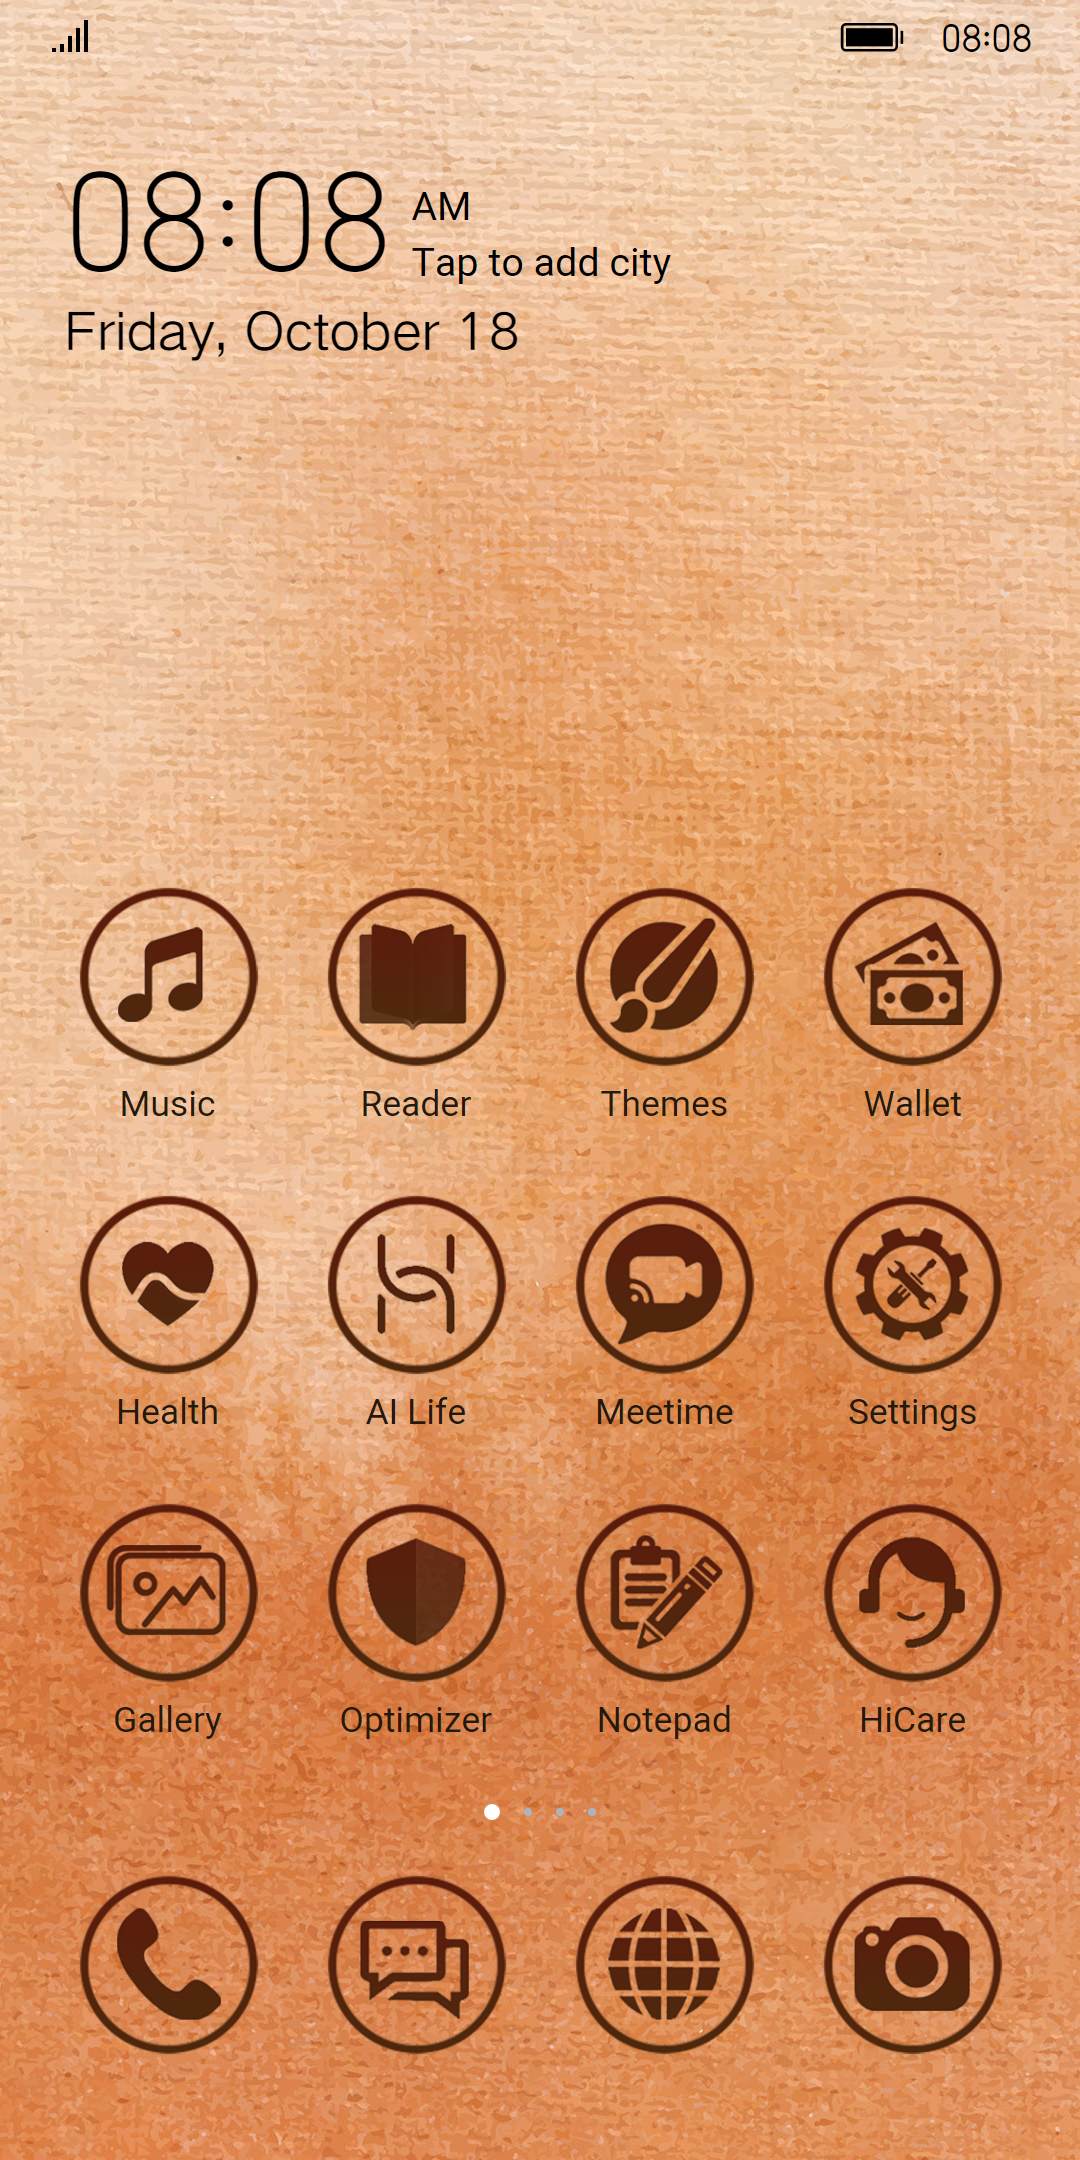 08:08
08:08 AM
Tap to add city
Friday, October 18
Music Reader Themes Wallet
Health AI Life Meetime Settings
Gallery Optimizer Notepad HiCare